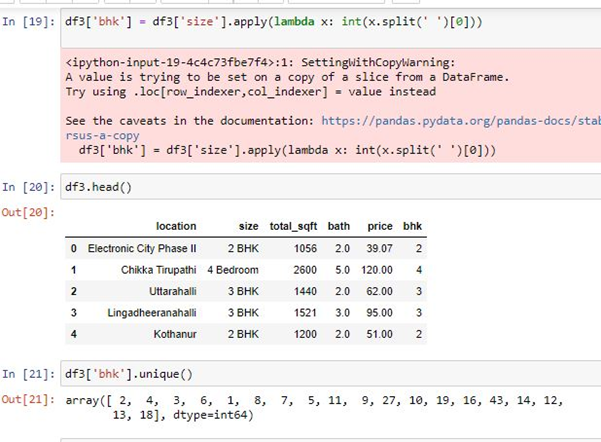 In [19]: df3['bhk'] = df3['size'].apply(lambda x: int(x.split(' ')[0]))
<ipython-input-19-4c4c73fbe7f4>:1: SettingWithCopyWarning:
A value is trying to be set on a copy of a slice from a DataFrame.
Try using .loc[row_indexer,col_indexer] = value instead
See the caveats in the documentation: https://pandas.pydata.org/pandas-docs/stab
rsus-a-copy
df3['bhk'] = df3['size'].apply(lambda x: int(x.split(' ')[0]))
In [20]: df3.head()
Out[20]:
location size total_sqft bath price bhk
0 Electronic City Phase II 2 BHK 1056 2.0 39.07 2
1 Chikka Tirupathi 4 Bedroom 2600 5.0 120.00 4
2 Uttarahalli 3 BHK 1440 2.0 62.00 3
3 Lingadheeranahalli 3 BHK 1521 3.0 95.00 3
4 Kothanur 2 BHK 1200 2.0 51.00 2
In [21]: df3['bhk'].unique()
Out[21]: array([ 2, 4, 3, 6, 1, 8, 7, 5, 11, 9, 27, 10, 19, 16, 43, 14, 12,
13, 18], dtype=int64)